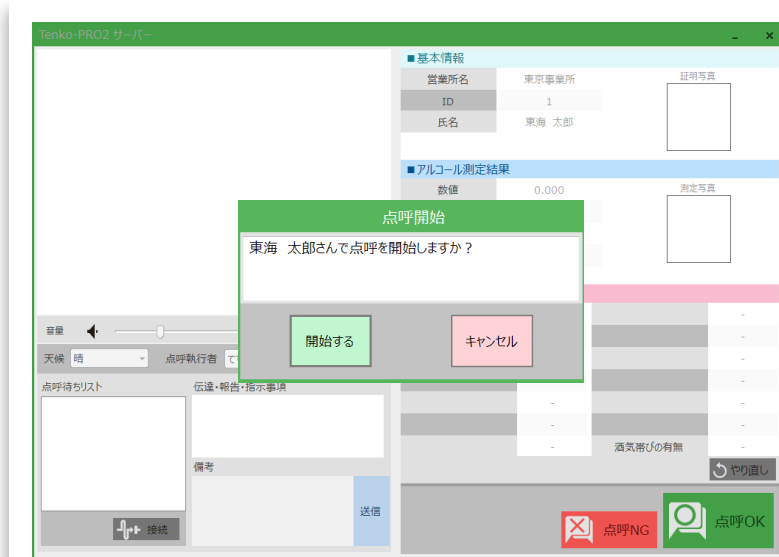 Tenko-PRO2 サーバー
■基本情報
営業所名
東京事業所
証明写真
ID
1
氏名
東海 太郎
■アルコール測定結果
数値
0.000
測定写真
点呼開始
東海 太郎さんで点呼を開始しますか？
開始する
キャンセル
音量
天候
晴
点呼執行者
て
点呼待ちリスト
伝達・報告・指示事項
備考
送信
接続
-
-
-
-
-
-
-
-
-
酒気帯びの有無
-
やり直し
点呼NG
点呼OK